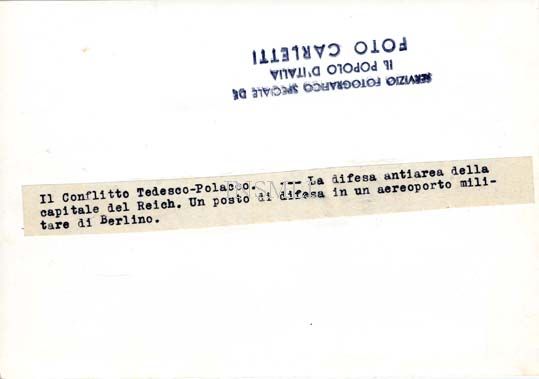 SERVIZIO FOTOGRAFICO SPECIALE DE
IL POPOLO D'ITALIA
FOTO CARLETTI
Il Conflitto Tedesco-Polacco. --- La difesa antiarea della
capitale del Reich. Un posto di difesa in un aereoporto mili-
tare di Berlino.